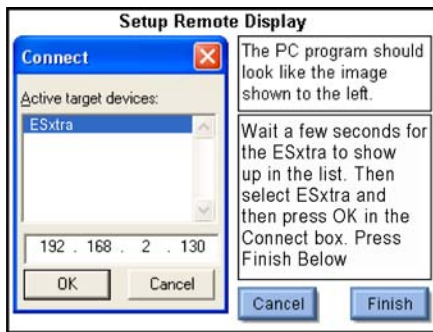 Setup Remote Display
Connect
Active target devices:
ESxtra
192 . 168 . 2 . 130
OK
Cancel
The PC program should
look like the image
shown to the left.
Wait a few seconds for
the ESxtra to show
up in the list. Then
select ESxtra and
then press OK in the
Connect box. Press
Finish Below
Cancel
Finish